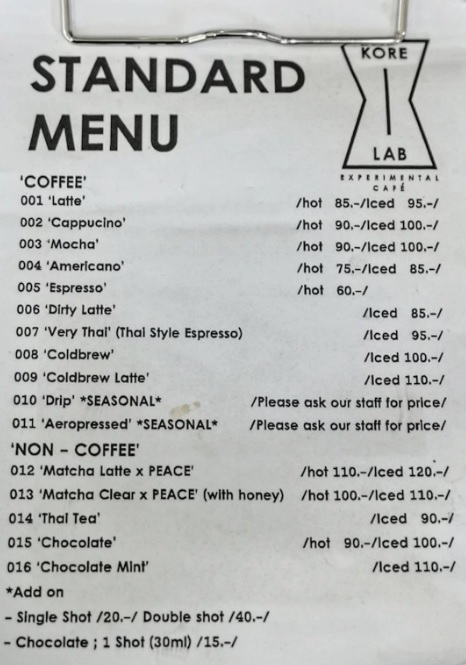 KORE
LAB
EXPERIMENTAL
CAFÉ
STANDARD
MENU
'COFFEE'
001 'Latte' /hot 85.-/Iced 95.-/
002 'Cappucino' /hot 90.-/Iced 100.-/
003 'Mocha' /hot 90.-/Iced 100.-/
004 'Americano' /hot 75.-/Iced 85.-/
005 'Espresso' /hot 60.-/
006 'Dirty Latte' /Iced 85.-/
007 'Very Thai' (Thai Style Espresso) /Iced 95.-/
008 'Coldbrew' /Iced 100.-/
009 'Coldbrew Latte' /Iced 110.-/
010 'Drip' *SEASONAL* /Please ask our staff for price/
011 'Aeropressed' *SEASONAL* /Please ask our staff for price/
'NON – COFFEE'
012 'Matcha Latte x PEACE' /hot 110.-/Iced 120.-/
013 'Matcha Clear x PEACE' (with honey) /hot 100.-/Iced 110.-/
014 'Thai Tea' /Iced 90.-/
015 'Chocolate' /hot 90.-/Iced 100.-/
016 'Chocolate Mint' /Iced 110.-/
*Add on
– Single Shot /20.-/ Double shot /40.-/
– Chocolate ; 1 Shot (30ml) /15.-/